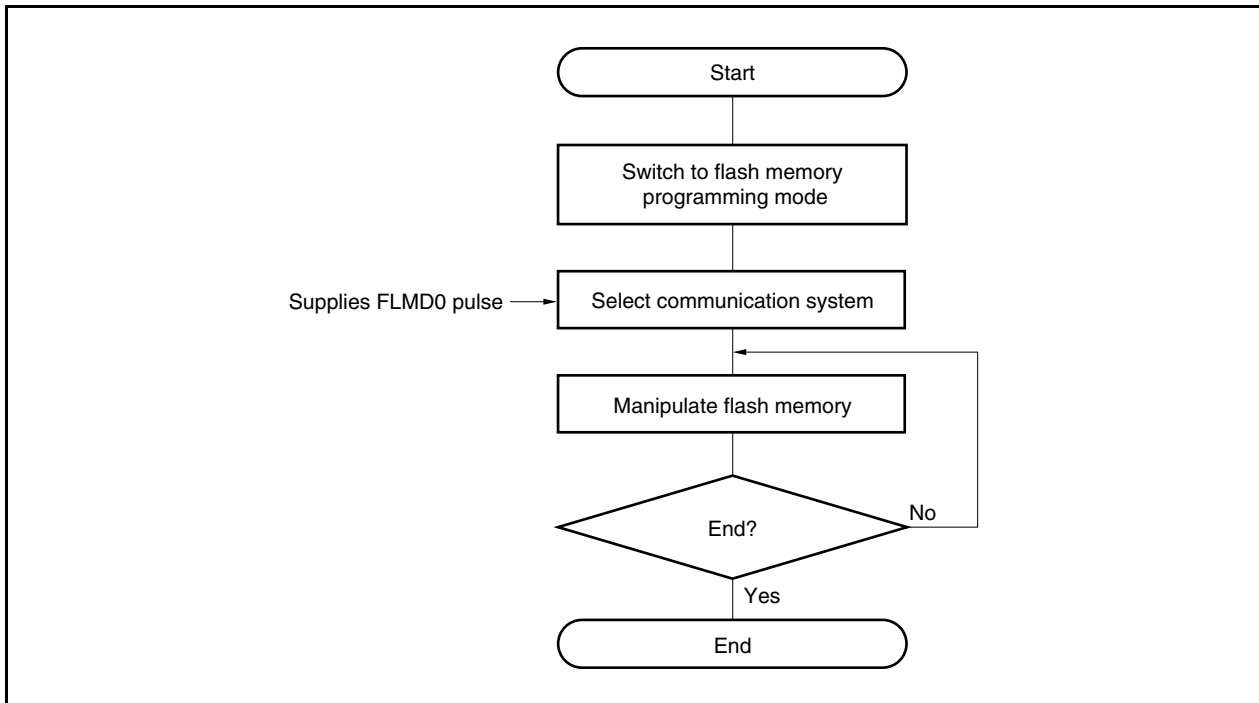 Start
Switch to flash memory
programming mode
Supplies FLMD0 pulse
Select communication system
Manipulate flash memory
End?
No
Yes
End